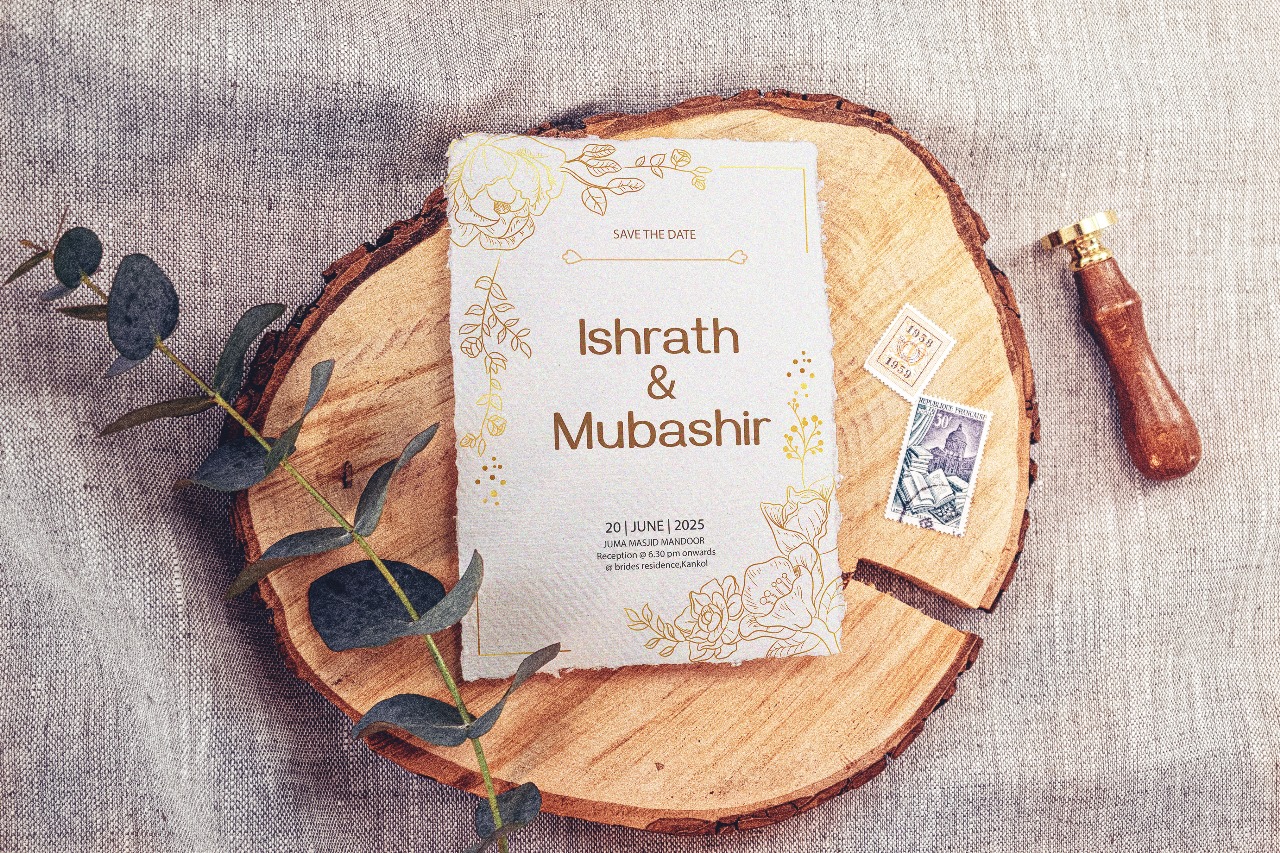 SAVE THE DATE
Ishrath
&
Mubashir
20 | JUNE | 2025
JUMA MASJID MANDOOR
Reception @ 6.30 pm onwards
@ brides residence,Kankol
1958
1959
REPUBLIQUE FRANÇAISE
30F